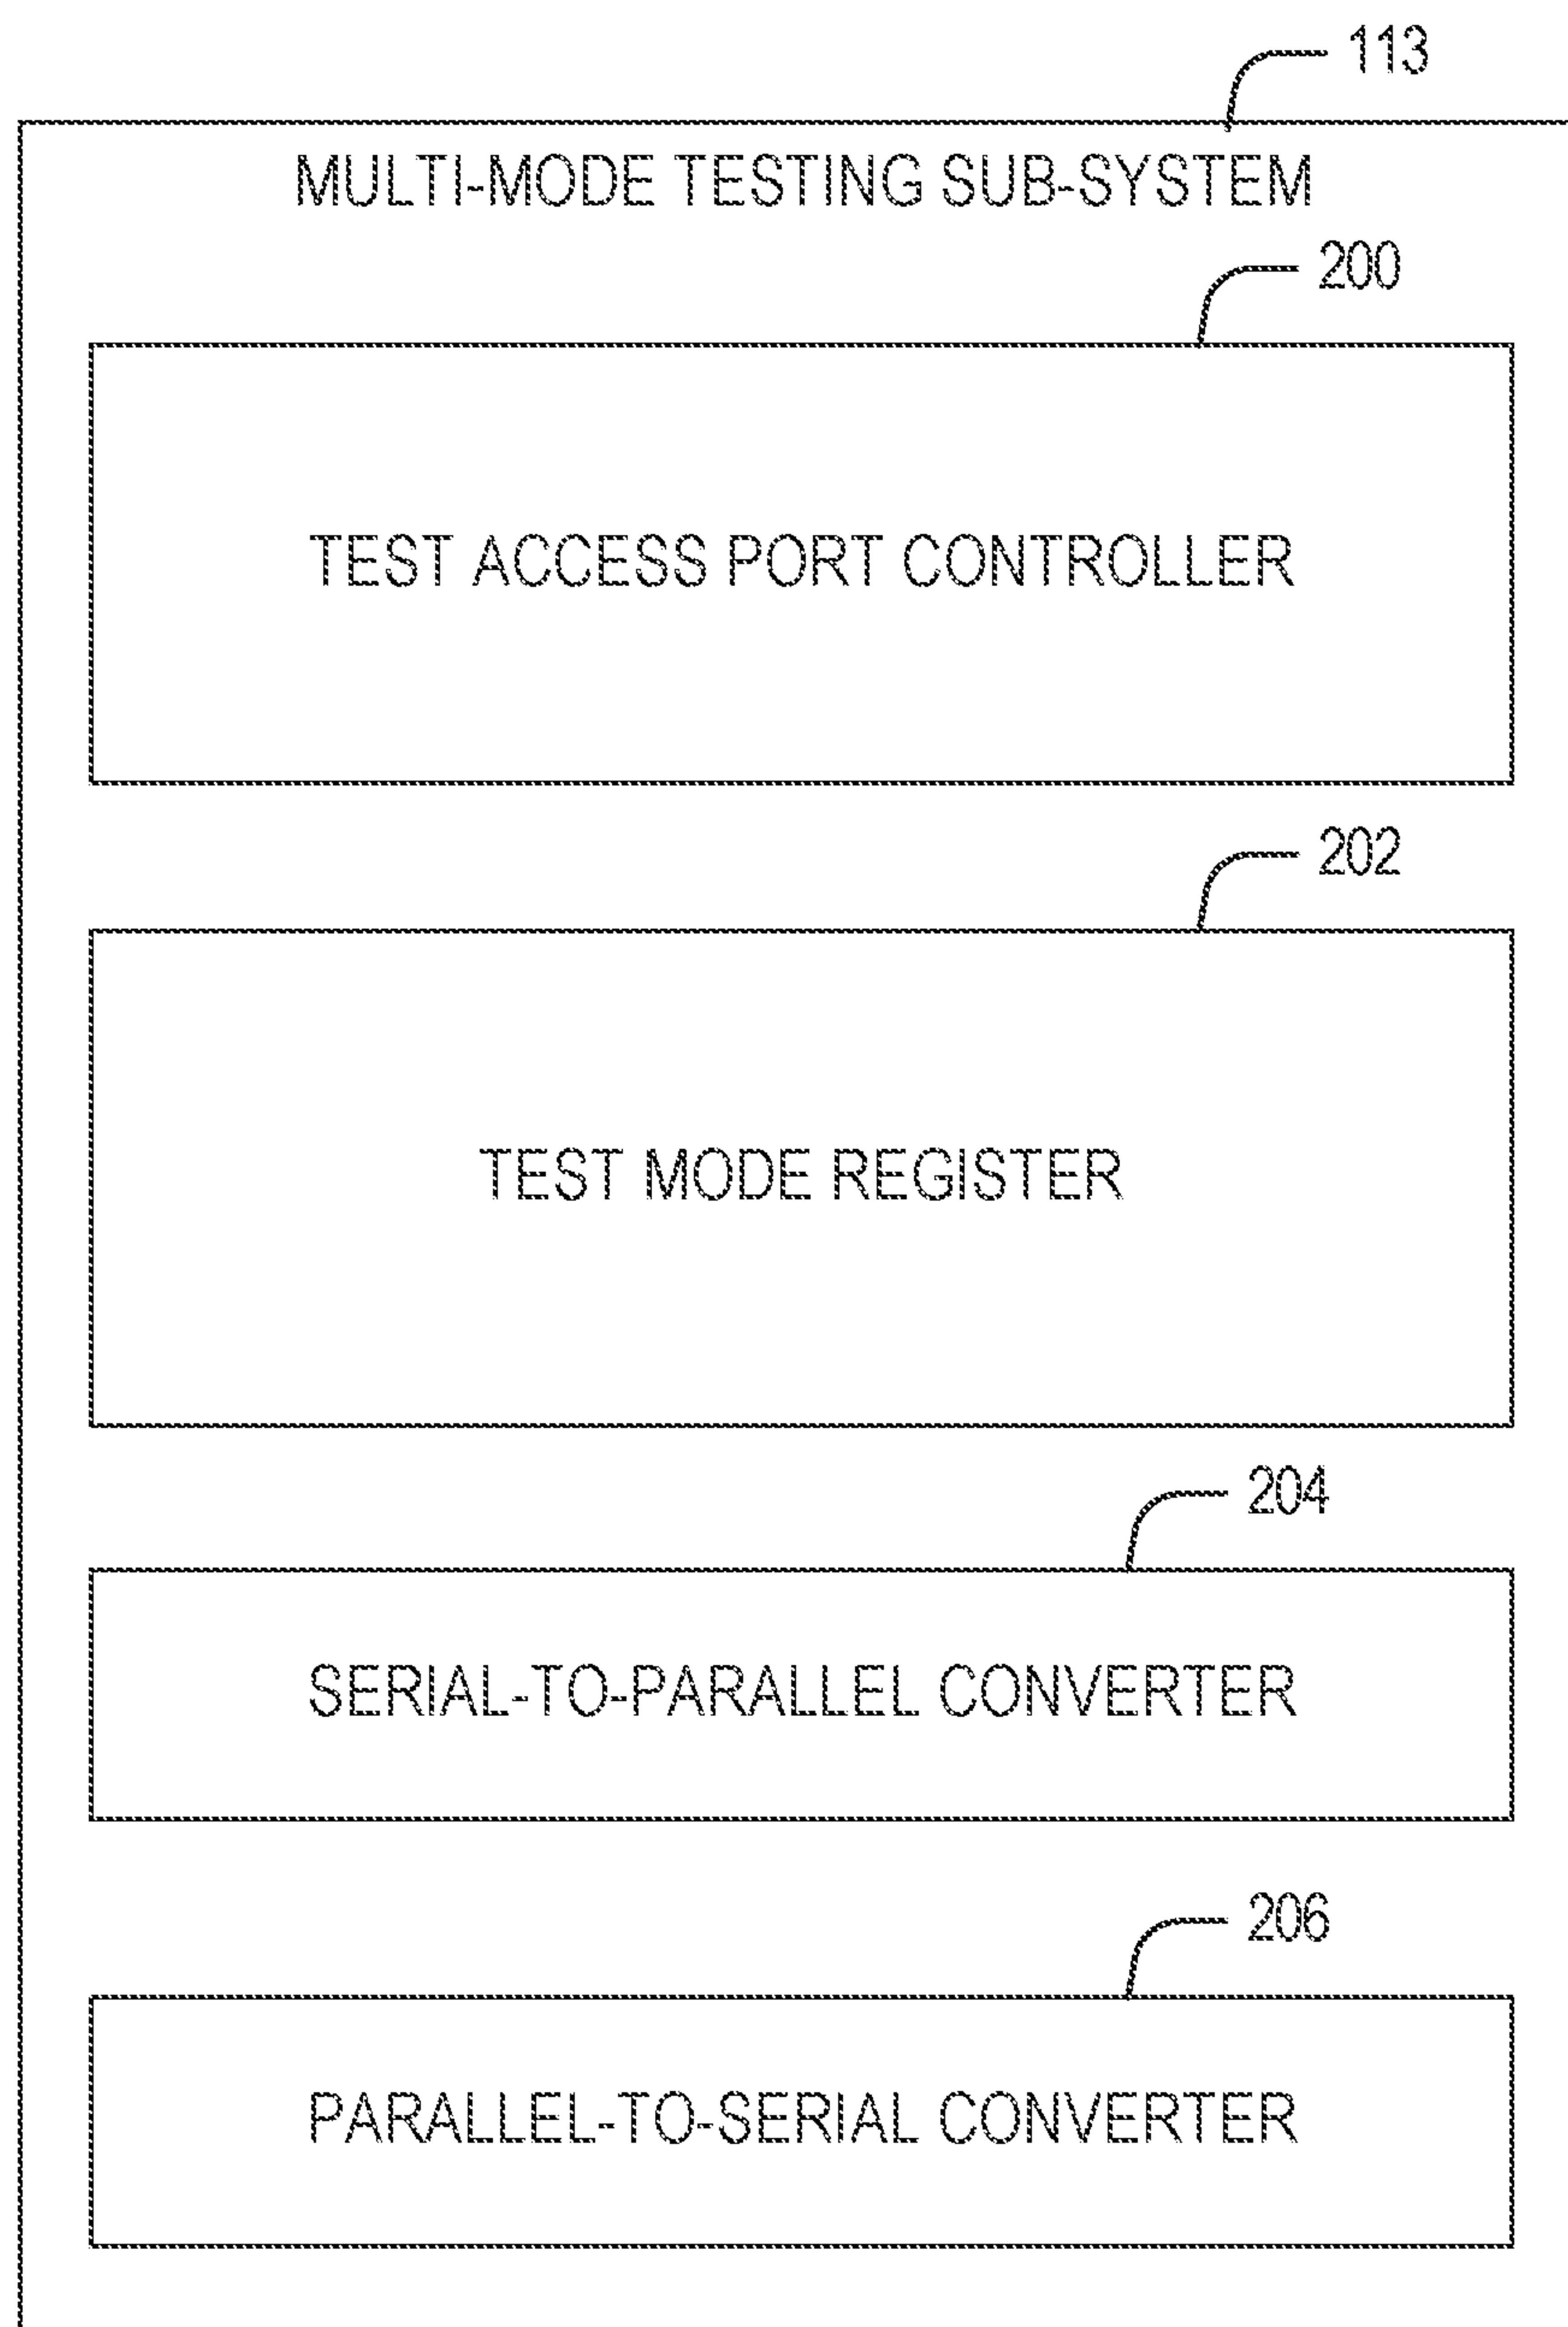 113
MULTI-MODE TESTING SUB-SYSTEM
200
TEST ACCESS PORT CONTROLLER
202
TEST MODE REGISTER
204
SERIAL-TO-PARALLEL CONVERTER
206
PARALLEL-TO-SERIAL CONVERTER